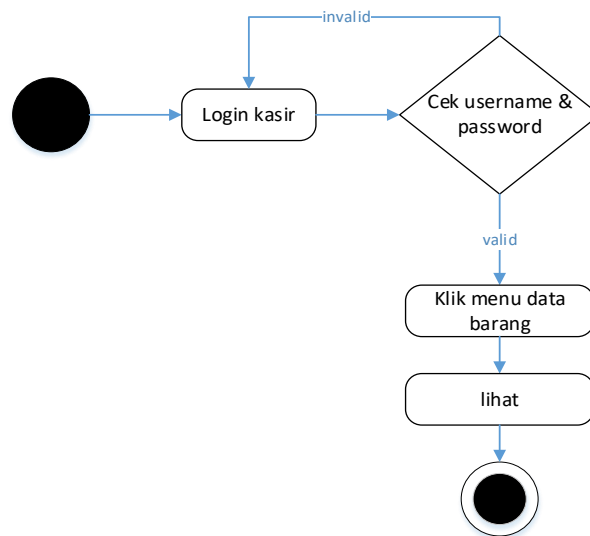 invalid
Login kasir
Cek username &
password
valid
Klik menu data
barang
lihat